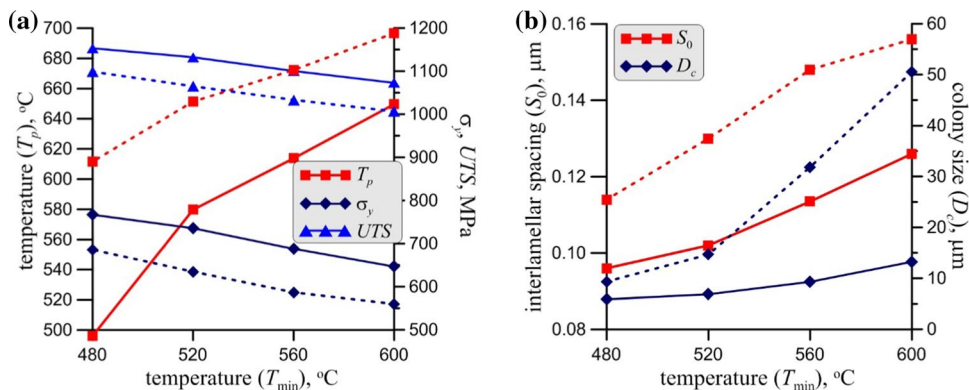 (a)
temperature (Tp), °C
700
680
660
640
620
600
580
560
540
520
500
1200
1100
1000
900
800
700
600
500
σy, UTS, MPa
Tp
σy
UTS
480 520 560 600
temperature (Tmin), °C
(b)
interlamellar spacing (S0), μm
0.16
0.14
0.12
0.10
0.08
60
50
40
30
20
10
0
colony size (Dc), μm
S0
Dc
480 520 560 600
temperature (Tmin), °C